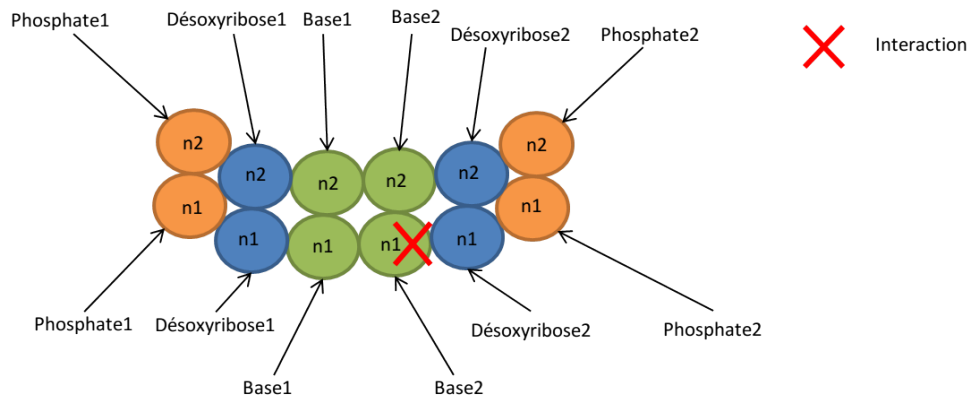 Phosphate1
Désoxyribose1
Base1
Base2
Désoxyribose2
Phosphate2
Interaction
n2
n2
n2
n2
n2
n2
n1
n1
n1
n1
n1
n1
Phosphate1
Désoxyribose1
Désoxyribose2
Phosphate2
Base1
Base2